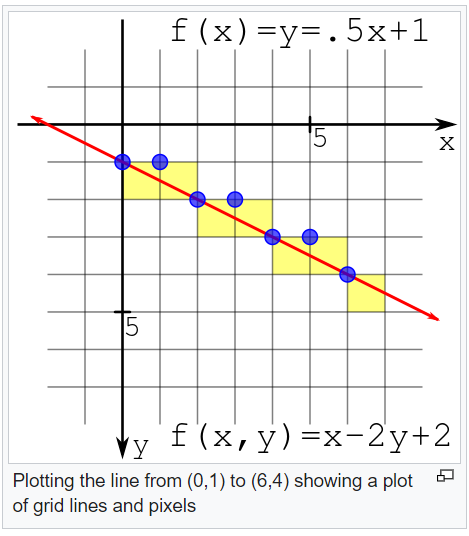 f(x)=y=.5x+1
5
x
5
y
f(x,y)=x-2y+2
Plotting the line from (0,1) to (6,4) showing a plot
of grid lines and pixels